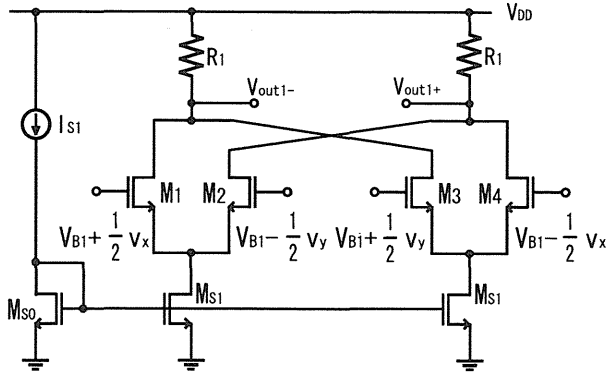 V_DD
R₁
R₁
V_out1-
V_out1+
I_S1
M1
M2
M3
M4
V_B1 + 1/2 v_x
V_B1 - 1/2 v_y
V_B1 + 1/2 v_y
V_B1 - 1/2 v_x
M_S0
M_S1
M_S1